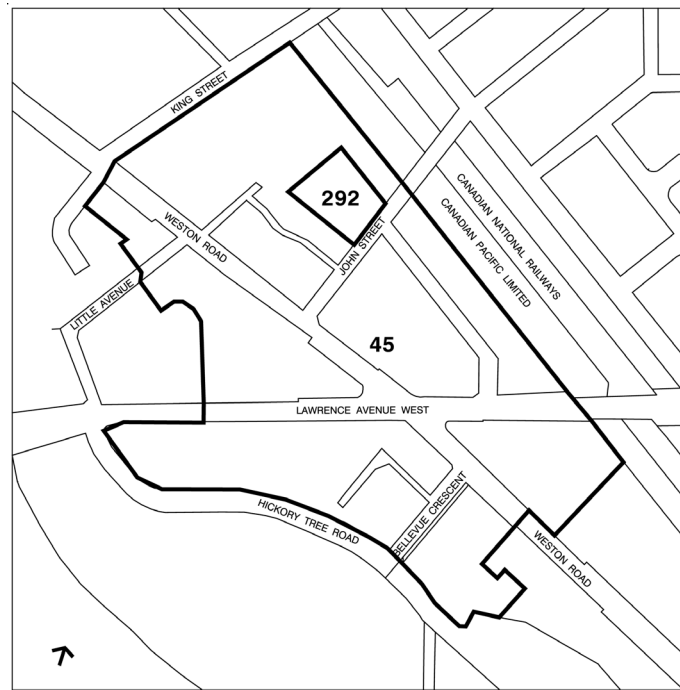 KING STREET
CANADIAN NATIONAL RAILWAYS
CANADIAN PACIFIC LIMITED
292
WESTON ROAD
JOHN STREET
LITTLE AVENUE
45
LAWRENCE AVENUE WEST
BELLEVUE CRESCENT
HICKORY TREE ROAD
WESTON ROAD